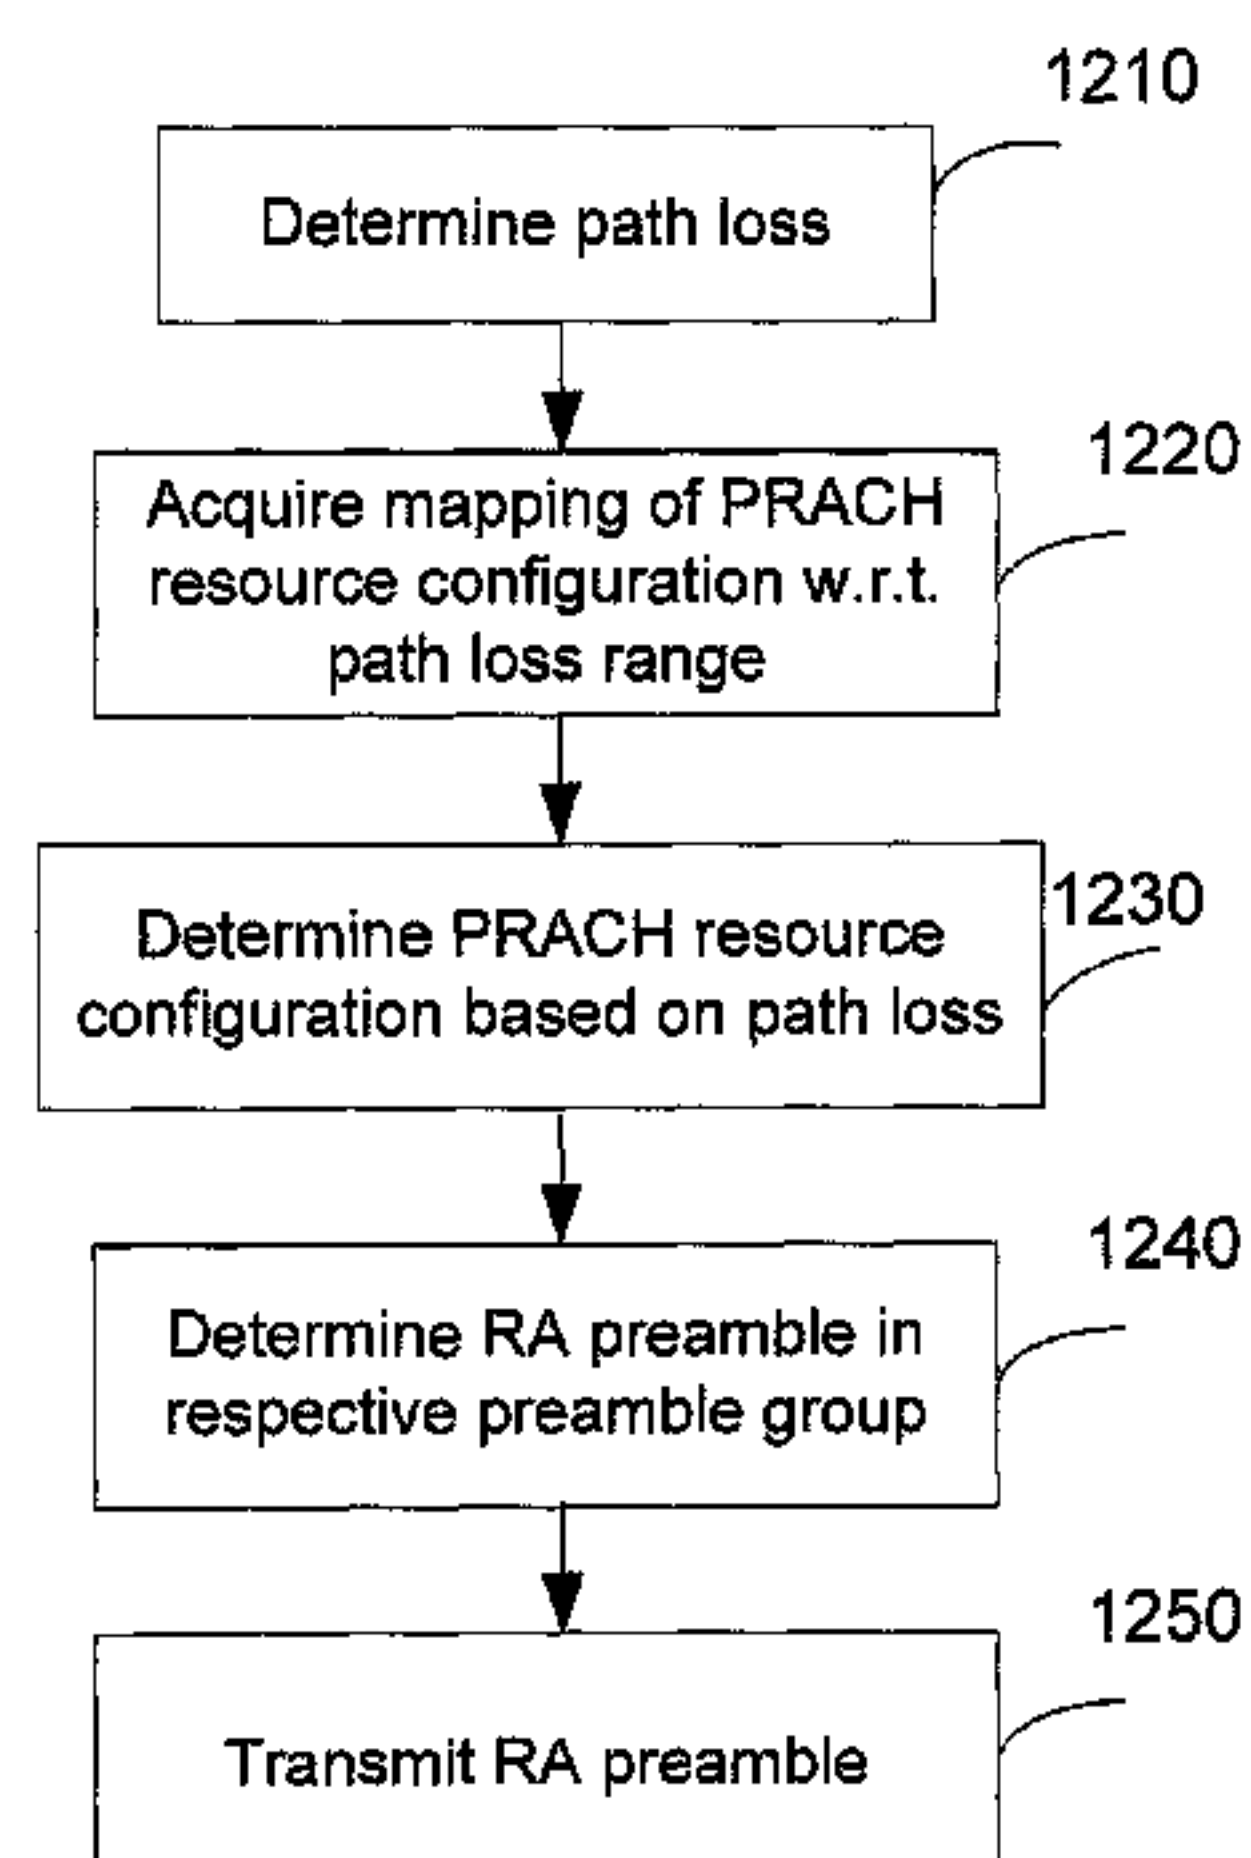 1210
Determine path loss
1220
Acquire mapping of PRACH
resource configuration w.r.t.
path loss range
1230
Determine PRACH resource
configuration based on path loss
1240
Determine RA preamble in
respective preamble group
1250
Transmit RA preamble